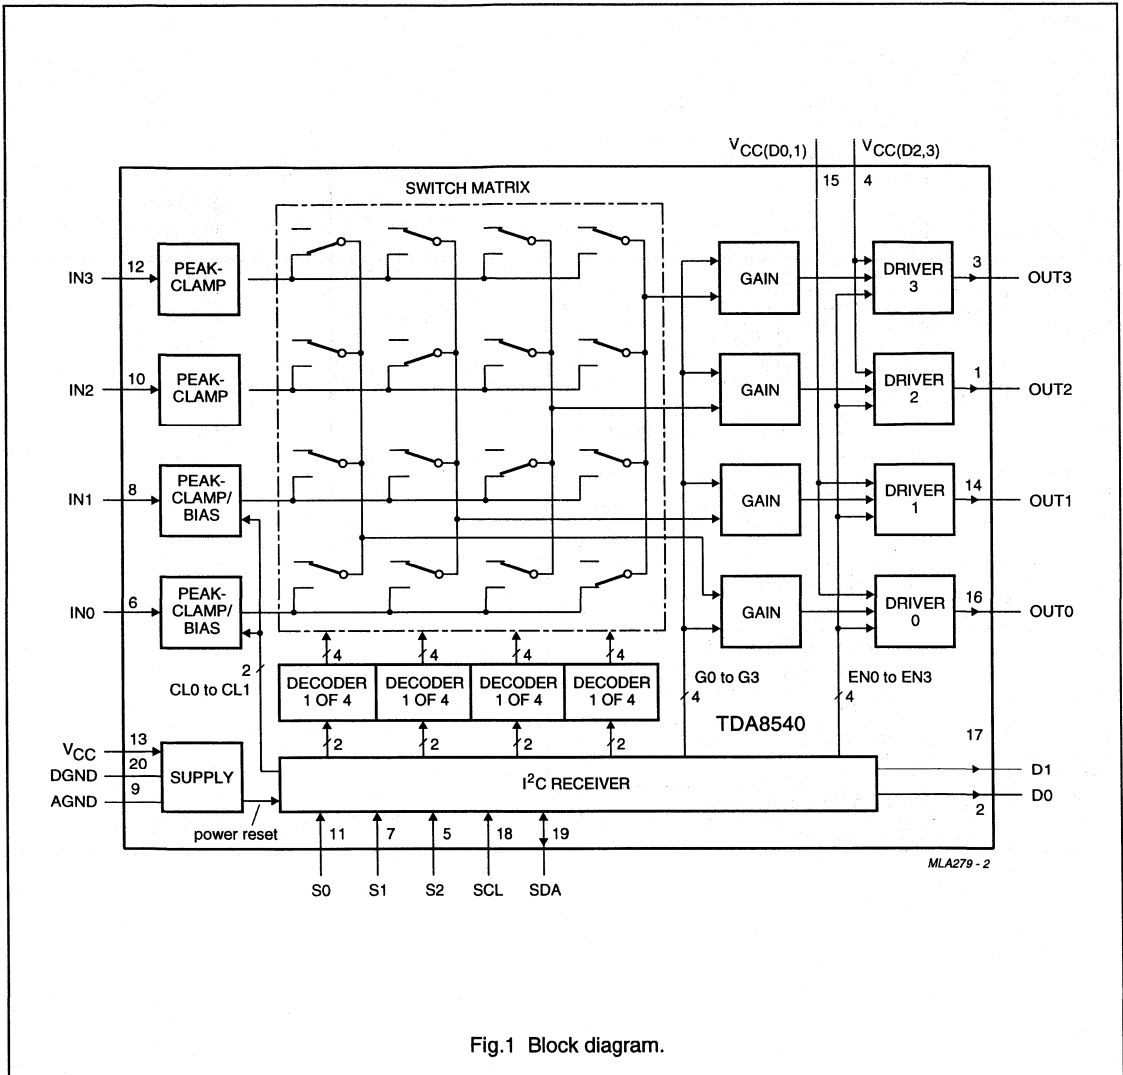 VCC(D0,1)
VCC(D2,3)
15
4
SWITCH MATRIX
IN3
12
PEAK-
CLAMP
GAIN
DRIVER
3
3
OUT3
IN2
10
PEAK-
CLAMP
GAIN
DRIVER
2
1
OUT2
IN1
8
PEAK-
CLAMP/
BIAS
GAIN
DRIVER
1
14
OUT1
IN0
6
PEAK-
CLAMP/
BIAS
GAIN
DRIVER
0
16
OUT0
2
CL0 to CL1
4
4
4
4
DECODER
1 OF 4
DECODER
1 OF 4
DECODER
1 OF 4
DECODER
1 OF 4
2
2
2
2
G0 to G3
4
EN0 to EN3
4
TDA8540
VCC
13
DGND
20
AGND
9
SUPPLY
power reset
I2C RECEIVER
17
D1
D0
2
11
7
5
18
19
S0
S1
S2
SCL
SDA
MLA279 - 2
Fig.1 Block diagram.